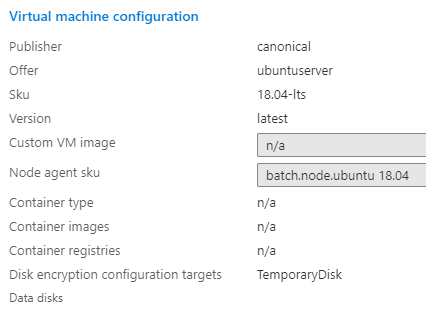 Virtual machine configuration
Publisher canonical
Offer ubuntuserver
Sku 18.04-lts
Version latest
Custom VM image n/a
Node agent sku batch.node.ubuntu 18.04
Container type n/a
Container images n/a
Container registries n/a
Disk encryption configuration targets TemporaryDisk
Data disks